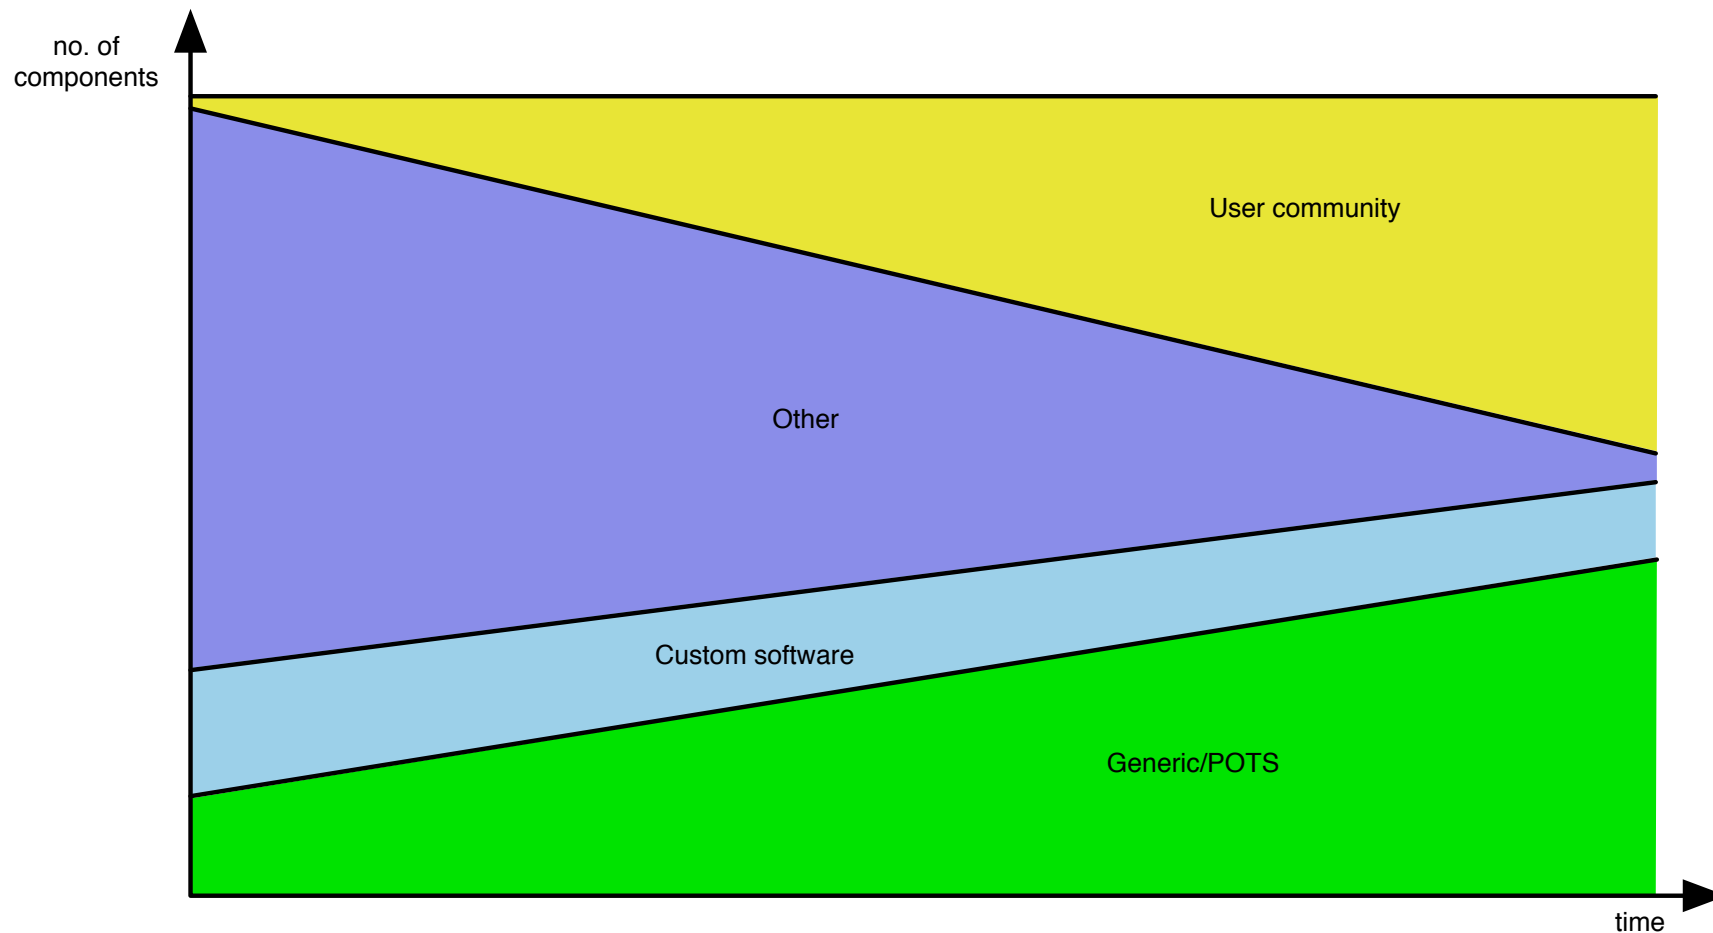 no. of
components
User community
Other
Custom software
Generic/POTS
time